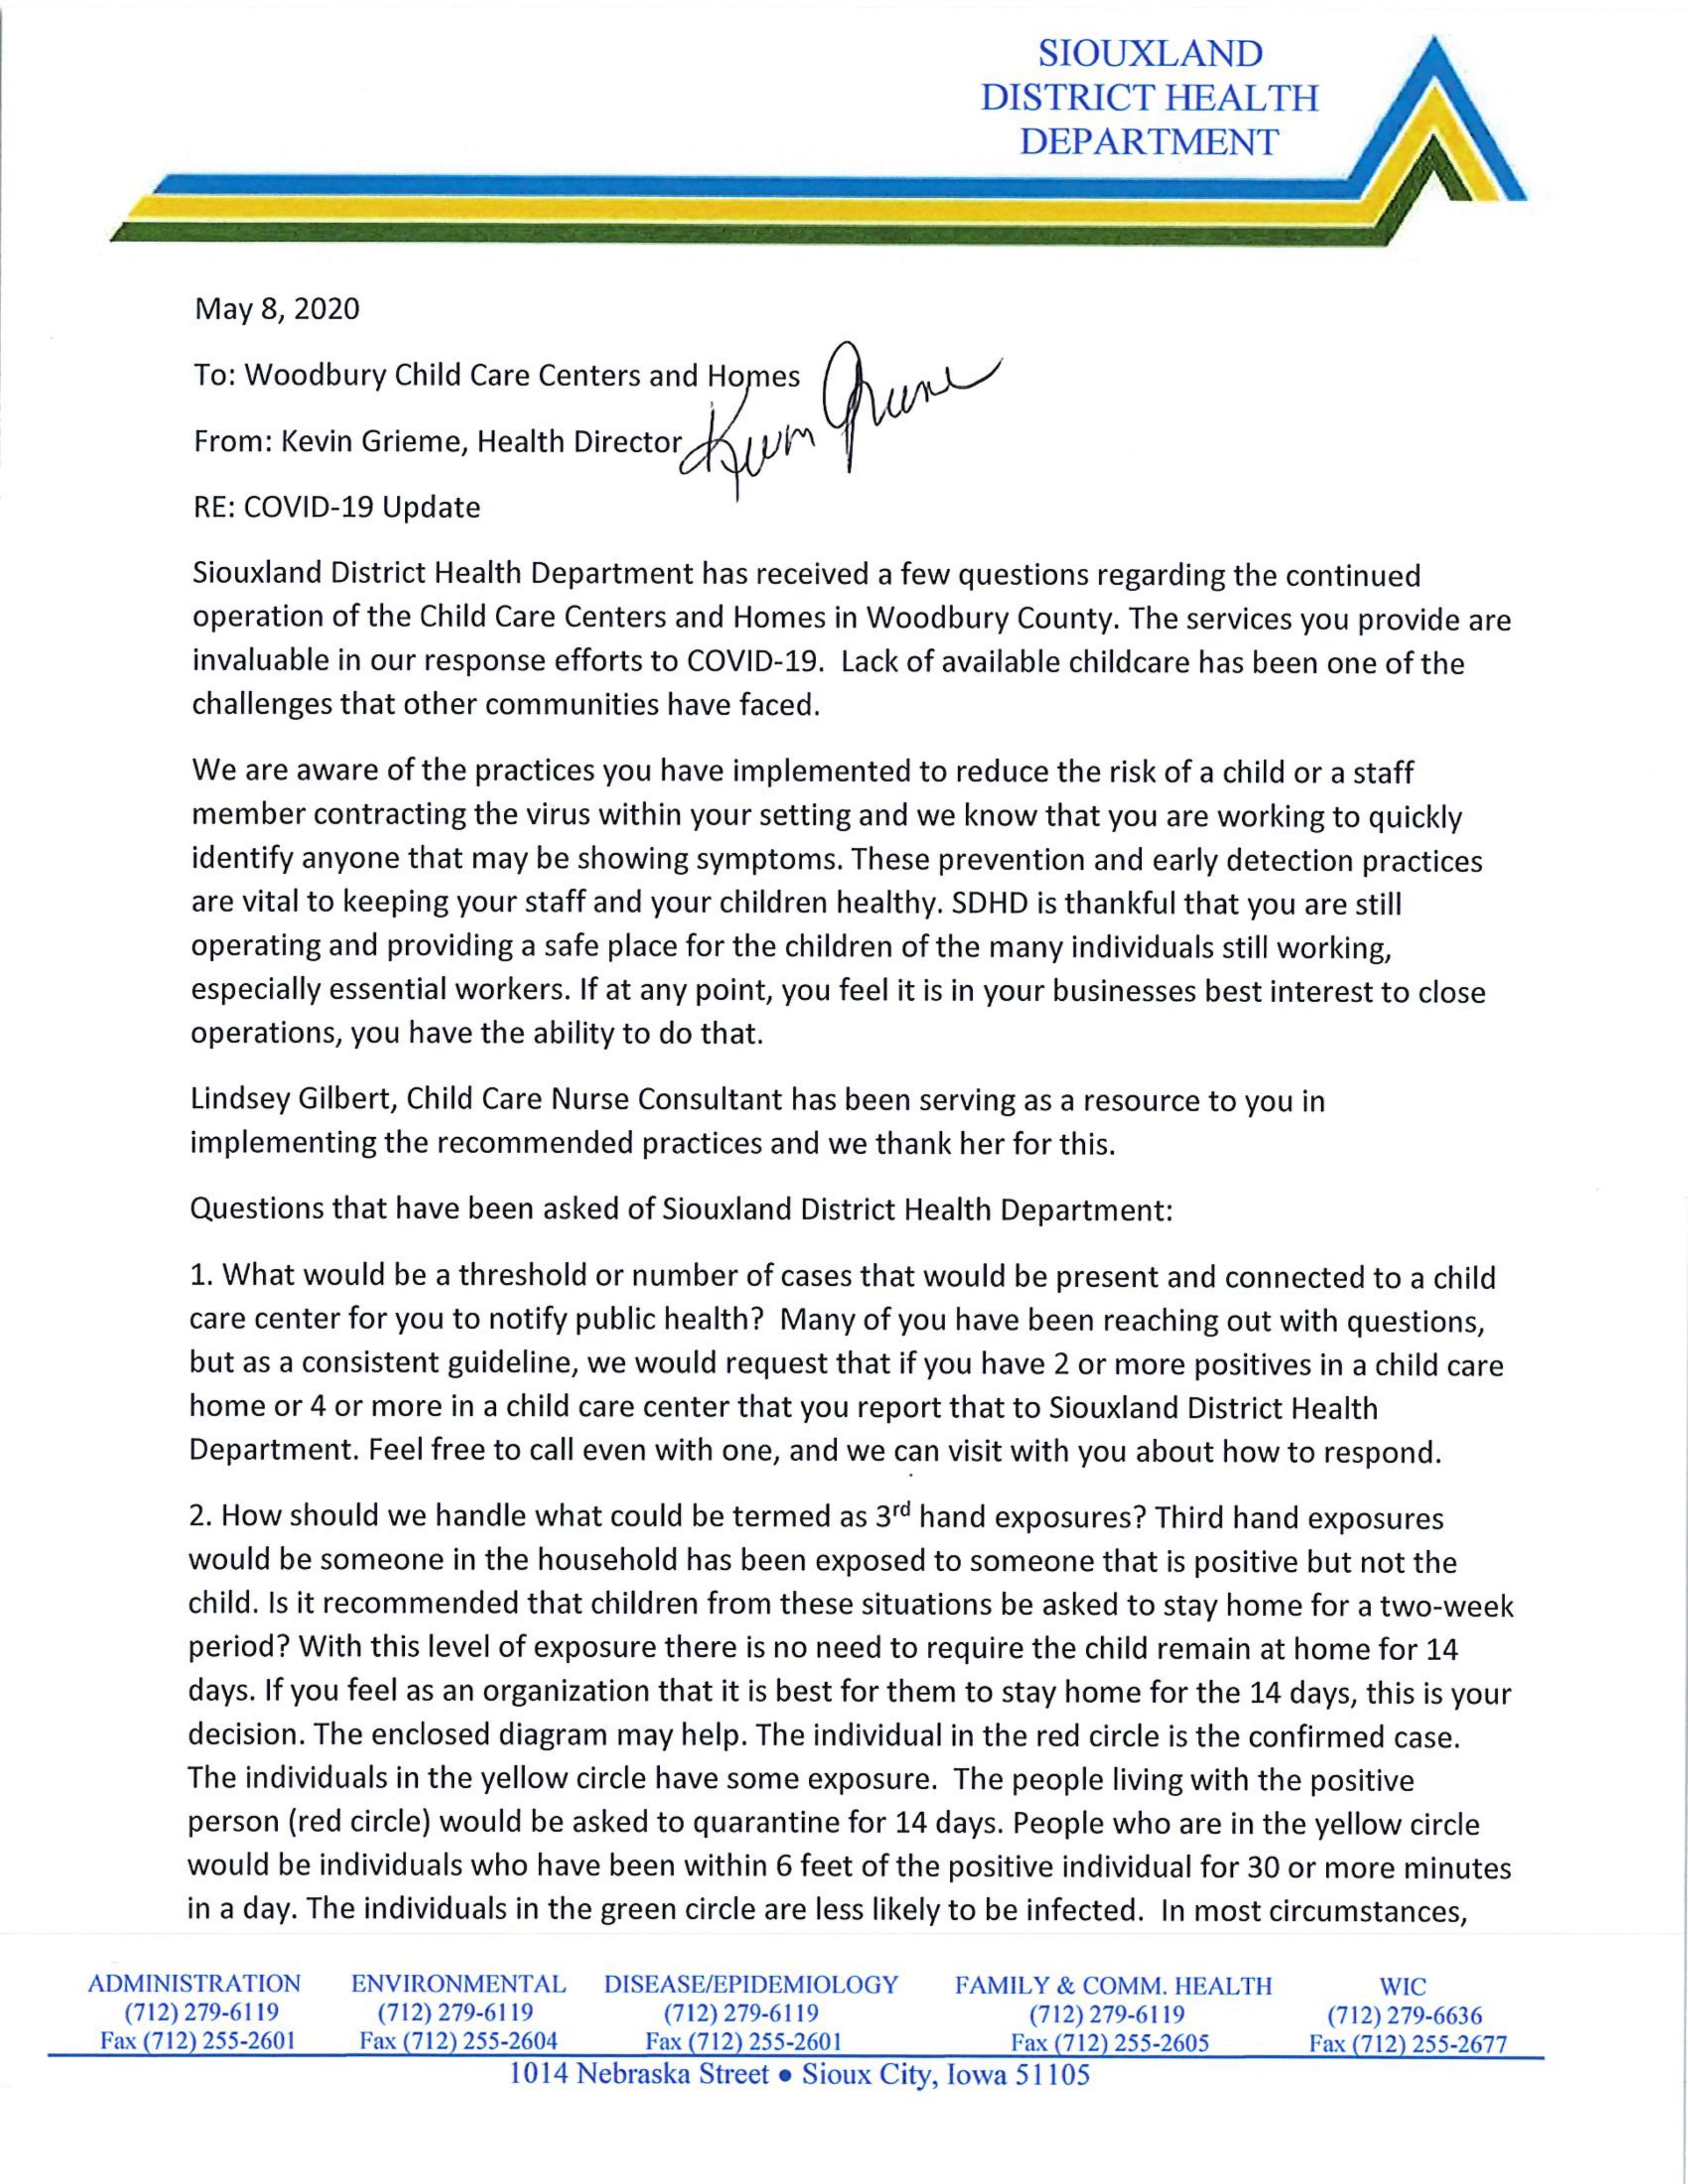 SIOUXLAND
DISTRICT HEALTH
DEPARTMENT
May 8, 2020
To: Woodbury Child Care Centers and Homes
From: Kevin Grieme, Health Director
Kevin Grieme
RE: COVID-19 Update
Siouxland District Health Department has received a few questions regarding the continued
operation of the Child Care Centers and Homes in Woodbury County. The services you provide are
invaluable in our response efforts to COVID-19.  Lack of available childcare has been one of the
challenges that other communities have faced.
We are aware of the practices you have implemented to reduce the risk of a child or a staff
member contracting the virus within your setting and we know that you are working to quickly
identify anyone that may be showing symptoms. These prevention and early detection practices
are vital to keeping your staff and your children healthy. SDHD is thankful that you are still
operating and providing a safe place for the children of the many individuals still working,
especially essential workers. If at any point, you feel it is in your businesses best interest to close
operations, you have the ability to do that.
Lindsey Gilbert, Child Care Nurse Consultant has been serving as a resource to you in
implementing the recommended practices and we thank her for this.
Questions that have been asked of Siouxland District Health Department:
1. What would be a threshold or number of cases that would be present and connected to a child
care center for you to notify public health?  Many of you have been reaching out with questions,
but as a consistent guideline, we would request that if you have 2 or more positives in a child care
home or 4 or more in a child care center that you report that to Siouxland District Health
Department. Feel free to call even with one, and we can visit with you about how to respond.
2. How should we handle what could be termed as 3rd hand exposures? Third hand exposures
would be someone in the household has been exposed to someone that is positive but not the
child. Is it recommended that children from these situations be asked to stay home for a two-week
period? With this level of exposure there is no need to require the child remain at home for 14
days. If you feel as an organization that it is best for them to stay home for the 14 days, this is your
decision. The enclosed diagram may help. The individual in the red circle is the confirmed case.
The individuals in the yellow circle have some exposure.  The people living with the positive
person (red circle) would be asked to quarantine for 14 days. People who are in the yellow circle
would be individuals who have been within 6 feet of the positive individual for 30 or more minutes
in a day. The individuals in the green circle are less likely to be infected.  In most circumstances,
ADMINISTRATION ENVIRONMENTAL DISEASE/EPIDEMIOLOGY FAMILY & COMM. HEALTH WIC
(712) 279-6119 (712) 279-6119 (712) 279-6119 (712) 279-6119 (712) 279-6636
Fax (712) 255-2601 Fax (712) 255-2604 Fax (712) 255-2601 Fax (712) 255-2605 Fax (712) 255-2677
1014 Nebraska Street • Sioux City, Iowa 51105